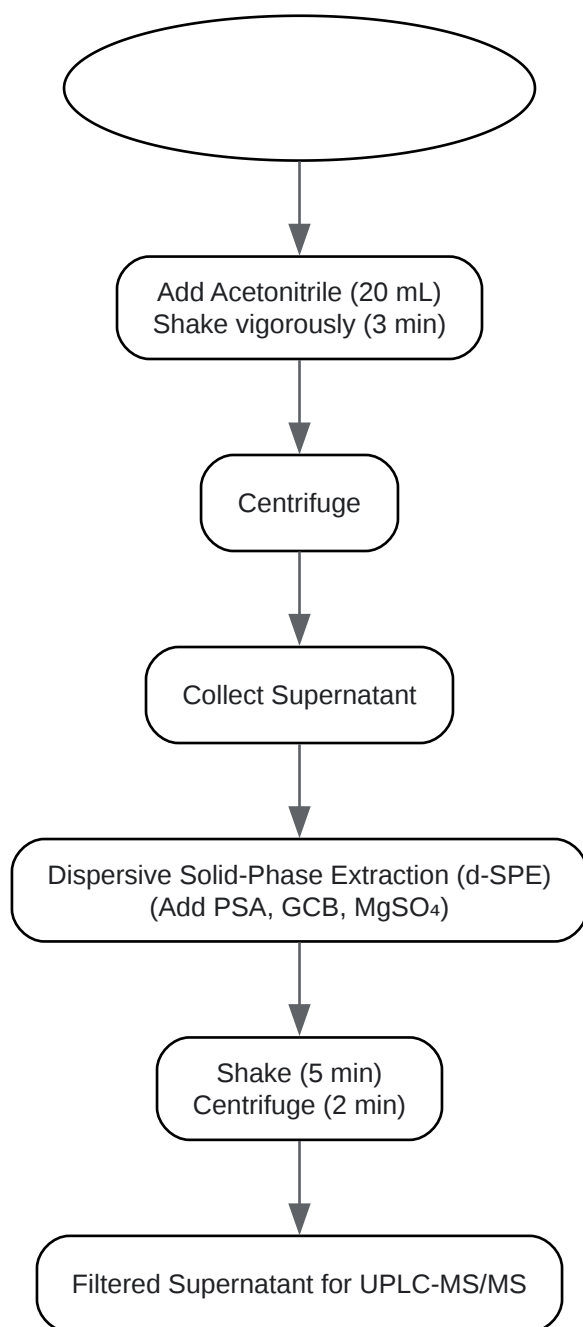 Add Acetonitrile (20 mL)
Shake vigorously (3 min)
Centrifuge
Collect Supernatant
Dispersive Solid-Phase Extraction (d-SPE)
(Add PSA, GCB, MgSO₄)
Shake (5 min)
Centrifuge (2 min)
Filtered Supernatant for UPLC-MS/MS